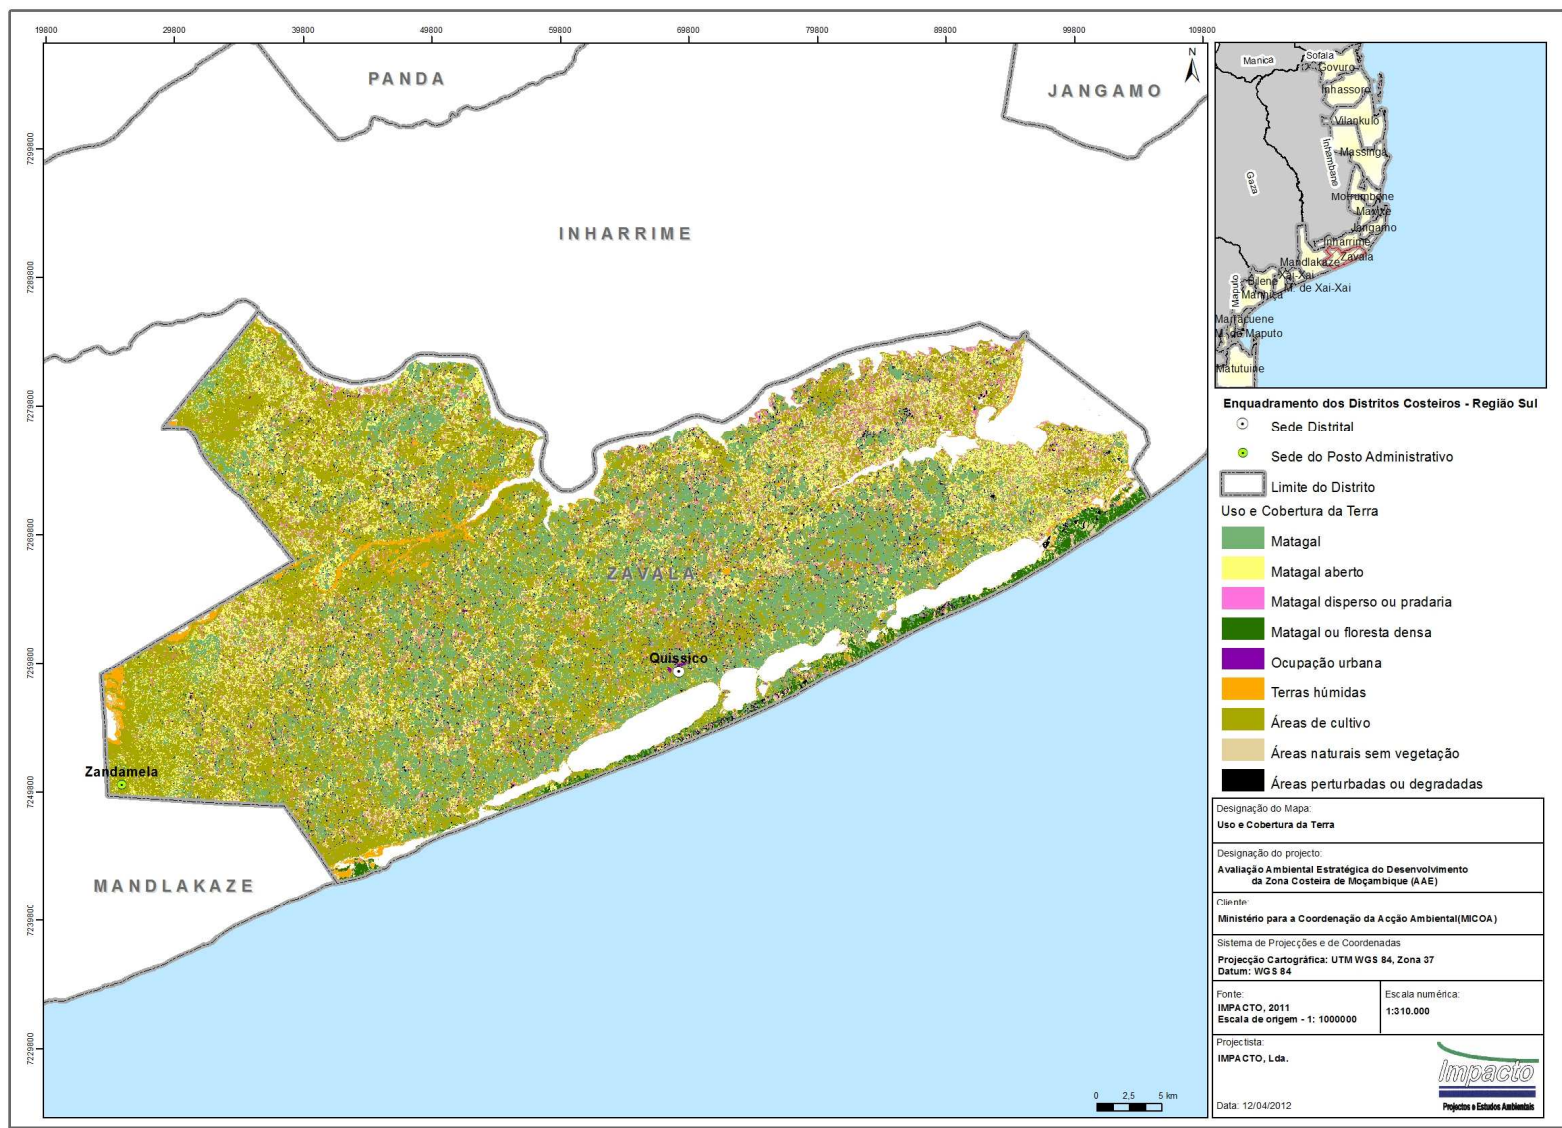 19800 29800 39800 49800 59800 69800 79800 89800 99800 109800
N
PANDA
JANGAMO
INHARRIME
ZAVALA
Quissico
Zandamela
MANDLAKAZE
7299800
7289800
7279800
7269800
7259800
7249800
7239800
7229800
0 2,5 5 km
Manica
Sofala
Govuro
Inhassoro
Vilankulo
Massinga
Inhambane
Gaza
Morrumbene
Maxixe
Jangamo
Inharrime
Zavala
Mandlakaze
Xai-Xai
Bilene
M. de Xai-Xai
Manhiça
Maputo
Marracuene
M. de Maputo
Matutuine
Enquadramento dos Distritos Costeiros - Região Sul
Sede Distrital
Sede do Posto Administrativo
Limite do Distrito
Uso e Cobertura da Terra
Matagal
Matagal aberto
Matagal disperso ou pradaria
Matagal ou floresta densa
Ocupação urbana
Terras húmidas
Áreas de cultivo
Áreas naturais sem vegetação
Áreas perturbadas ou degradadas
Designação do Mapa:
Uso e Cobertura da Terra
Designação do projecto:
Avaliação Ambiental Estratégica do Desenvolvimento
da Zona Costeira de Moçambique (AAE)
Cliente:
Ministério para a Coordenação da Acção Ambiental(MICOA)
Sistema de Projecções e de Coordenadas
Projecção Cartográfica: UTM WGS 84, Zona 37
Datum: WGS 84
Fonte:
IMPACTO, 2011
Escala de origem - 1: 1000000
Escala numérica:
1:310.000
Projectista:
IMPACTO, Lda.
Data: 12/04/2012
Impacto
Projectos e Estudos Ambientais